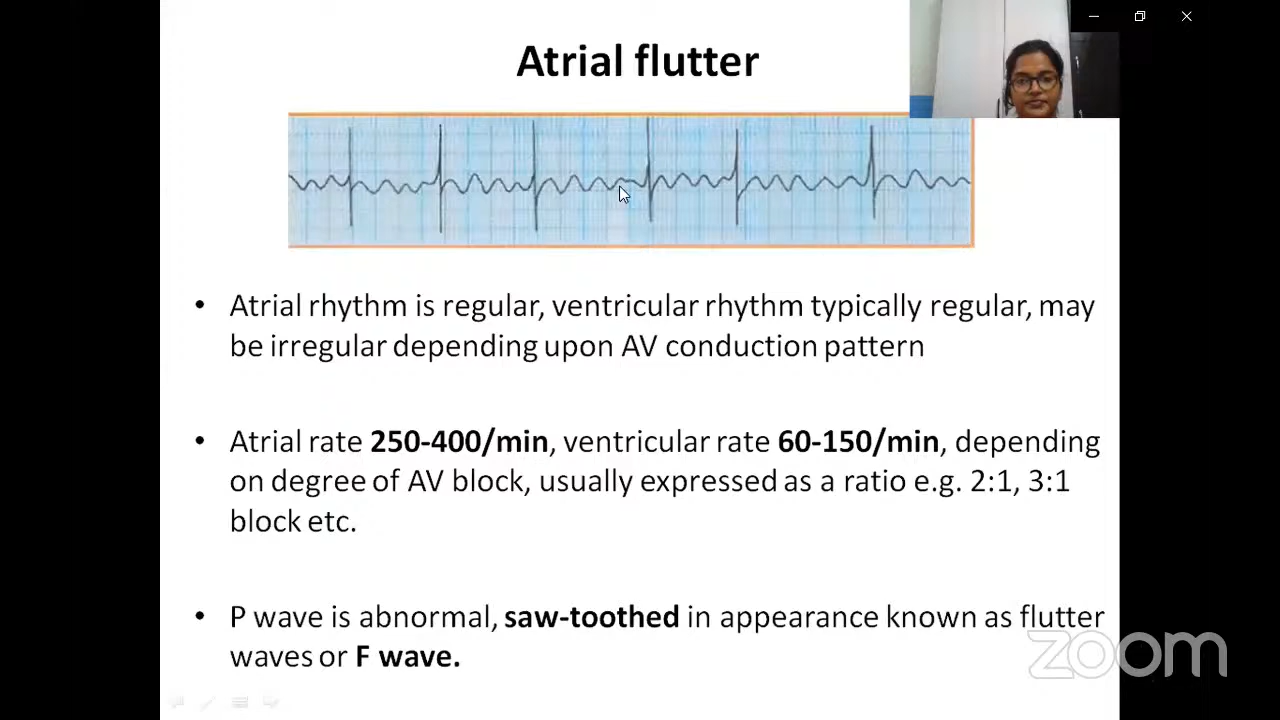 Atrial flutter
• Atrial rhythm is regular, ventricular rhythm typically regular, may
be irregular depending upon AV conduction pattern
• Atrial rate 250-400/min, ventricular rate 60-150/min, depending
on degree of AV block, usually expressed as a ratio e.g. 2:1, 3:1
block etc.
• P wave is abnormal, saw-toothed in appearance known as flutter
waves or F wave.
zoom